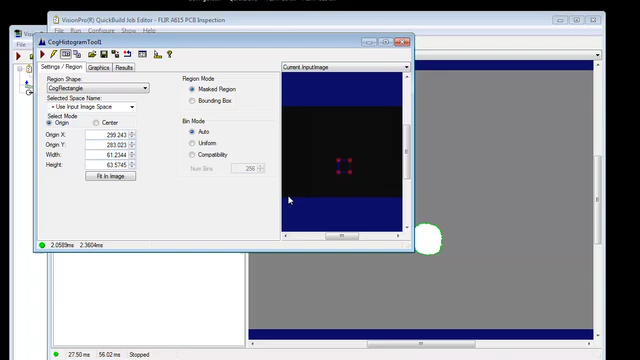 VisionPro(R) QuickBuild Job Editor - FLIR A615 PCB Inspection
File Edit View Run Custom Show Help
CogHistogramTool1
Settings / Region Graphics Results
Region Shape:
CogRectangle
Selected Space Name:
= Use Input Image Space
Select Mode
Origin Center
Origin X: 299.243
Origin Y: 283.023
Width: 61.2344
Height: 63.5745
Fit In Image
Region Mode
Masked Region
Bounding Box
Bin Mode
Auto
Uniform
Compatibility
Num Bins 256
Current.InputImage
2.0589ms 2.3604ms
27.50 ms 56.02 ms Stopped